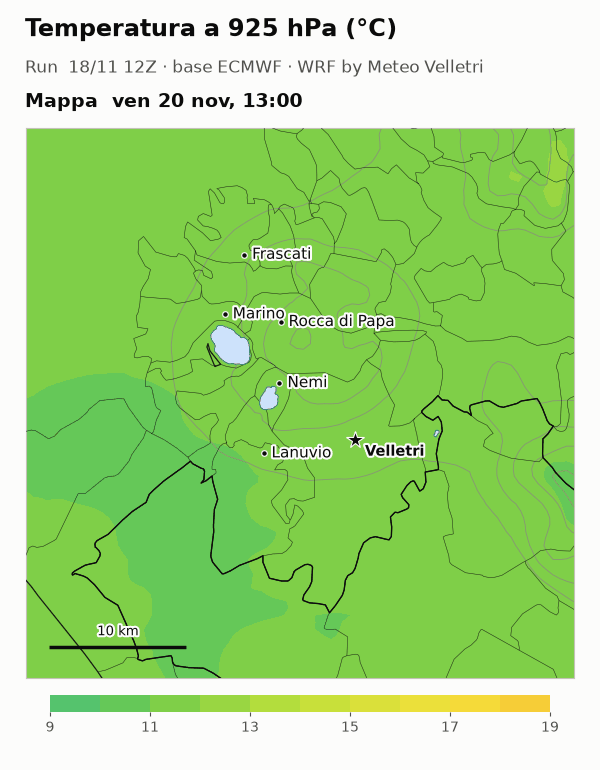 Temperatura a 925 hPa (°C)
Run  18/11 12Z · base ECMWF · WRF by Meteo Velletri
Mappa  ven 20 nov, 13:00
Frascati
Marino
Rocca di Papa
Nemi
Velletri
Lanuvio
10 km
9 11 13 15 17 19